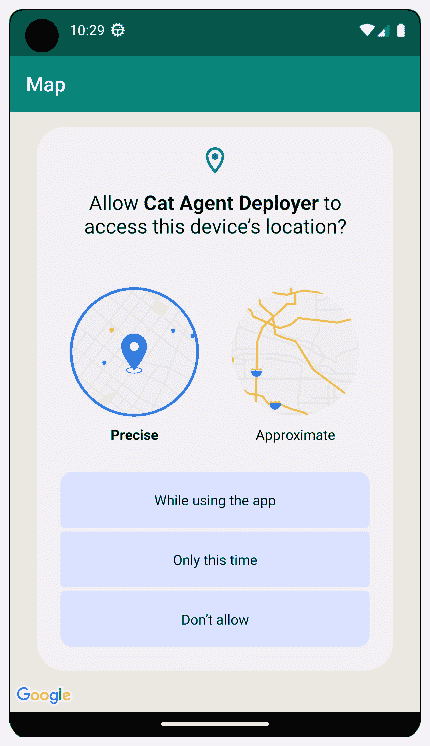 10:29
Map
Allow Cat Agent Deployer to
access this device's location?
Precise
Approximate
While using the app
Only this time
Don't allow
Google